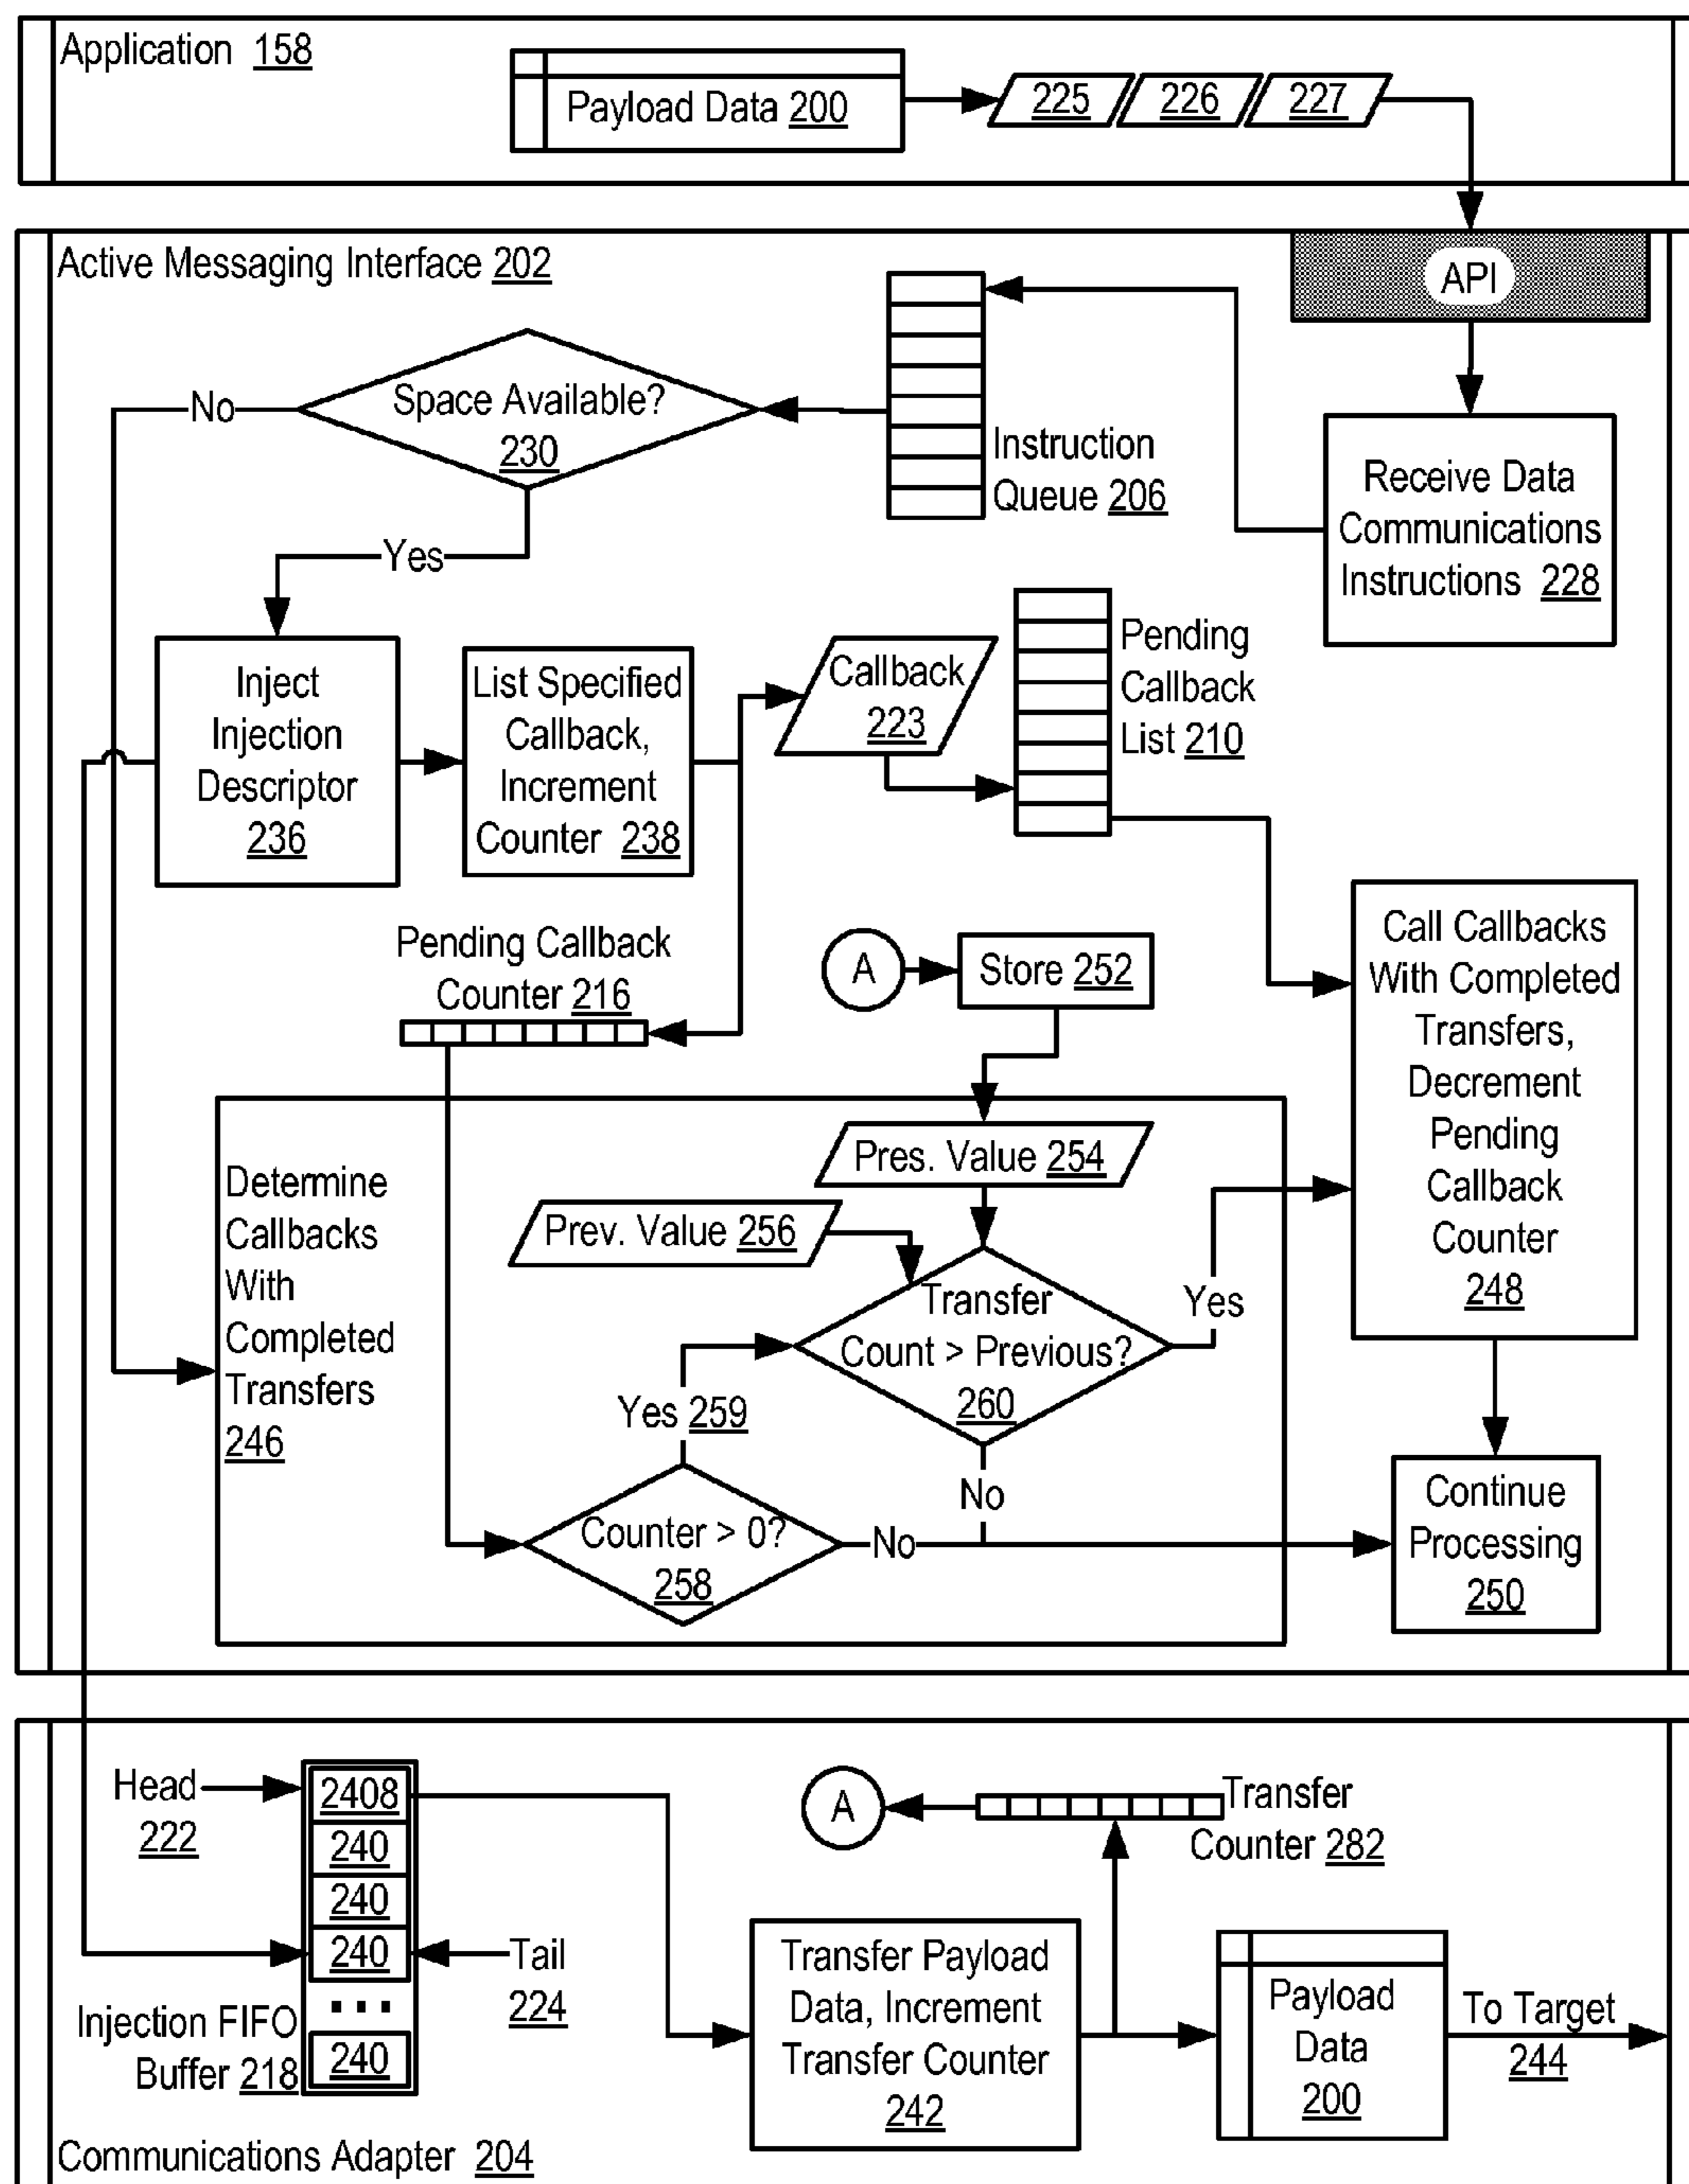 Application 158
Payload Data 200
225
226
227
Active Messaging Interface 202
API
Space Available?
230
No
Yes
Instruction
Queue 206
Receive Data
Communications
Instructions 228
Inject
Injection
Descriptor
236
List Specified
Callback,
Increment
Counter 238
Callback
223
Pending
Callback
List 210
Pending Callback
Counter 216
A
Store 252
Call Callbacks
With Completed
Transfers,
Decrement
Pending
Callback
Counter
248
Determine
Callbacks
With
Completed
Transfers
246
Pres. Value 254
Prev. Value 256
Transfer
Count > Previous?
260
Yes
Yes 259
No
Counter > 0?
258
No
Continue
Processing
250
Head
222
2408
240
240
240
...
240
Tail
224
Injection FIFO
Buffer 218
A
Transfer
Counter 282
Transfer Payload
Data, Increment
Transfer Counter
242
Payload
Data
200
To Target
244
Communications Adapter 204